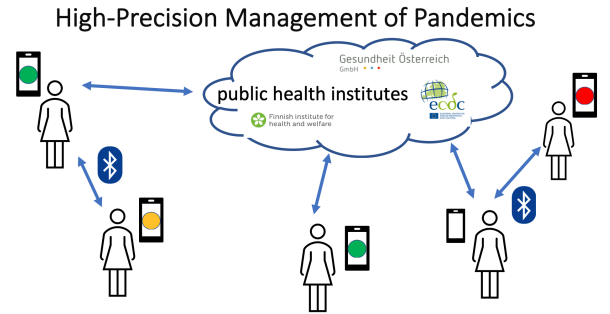 High-Precision Management of Pandemics
Gesundheit Österreich
GmbH
public health institutes
ecdc
Finnish institute for
health and welfare